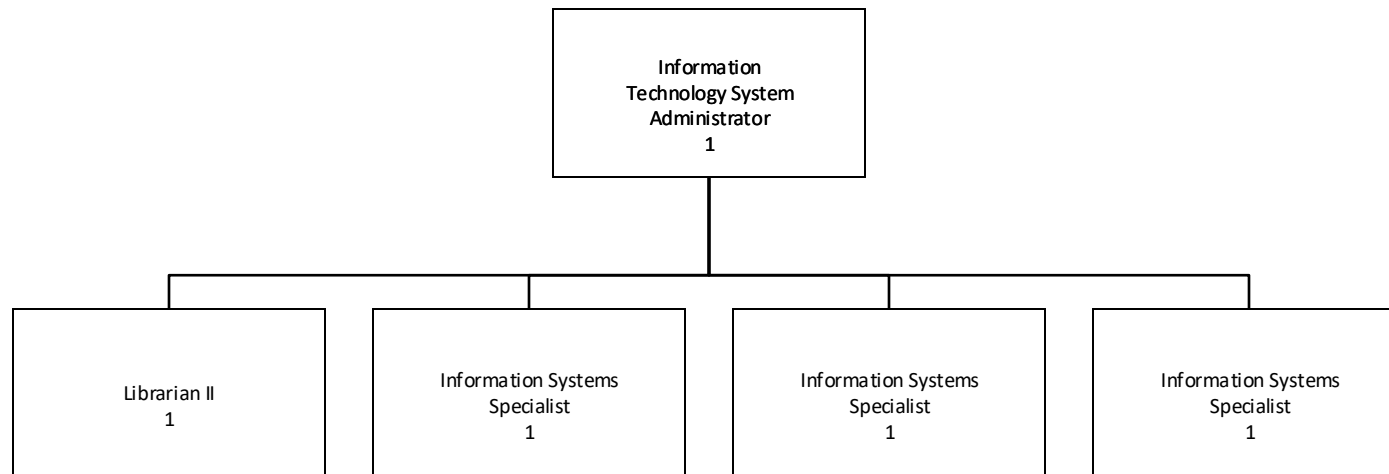 Information
Technology System
Administrator
1
Librarian II
1
Information Systems
Specialist
1
Information Systems
Specialist
1
Information Systems
Specialist
1